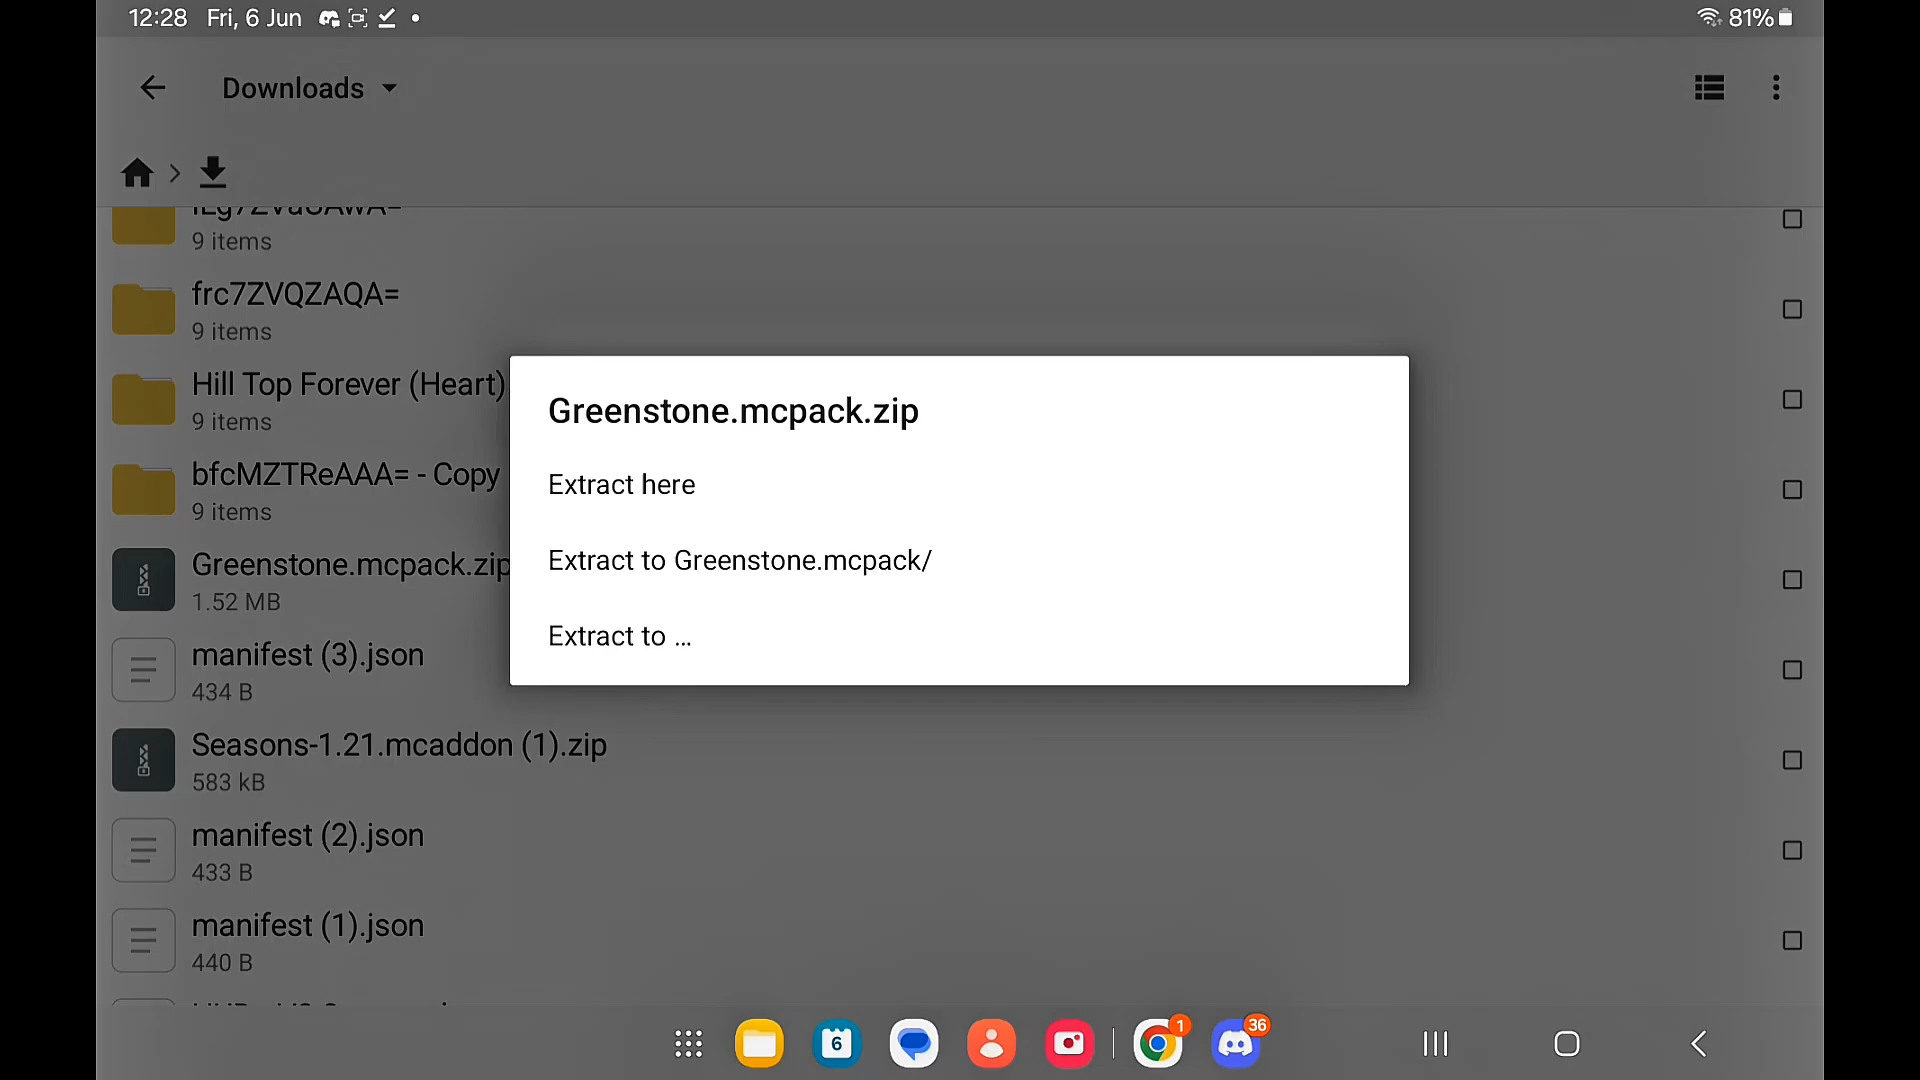 12:28 Fri, 6 Jun
81%
Downloads
9 items
frc7ZVQZAQA=
9 items
Hill Top Forever (Heart)
9 items
bfcMZTReAAA= - Copy
9 items
Greenstone.mcpack.zip
1.52 MB
manifest (3).json
434 B
Seasons-1.21.mcaddon (1).zip
583 kB
manifest (2).json
433 B
manifest (1).json
440 B
Greenstone.mcpack.zip
Extract here
Extract to Greenstone.mcpack/
Extract to ...
6
1
36